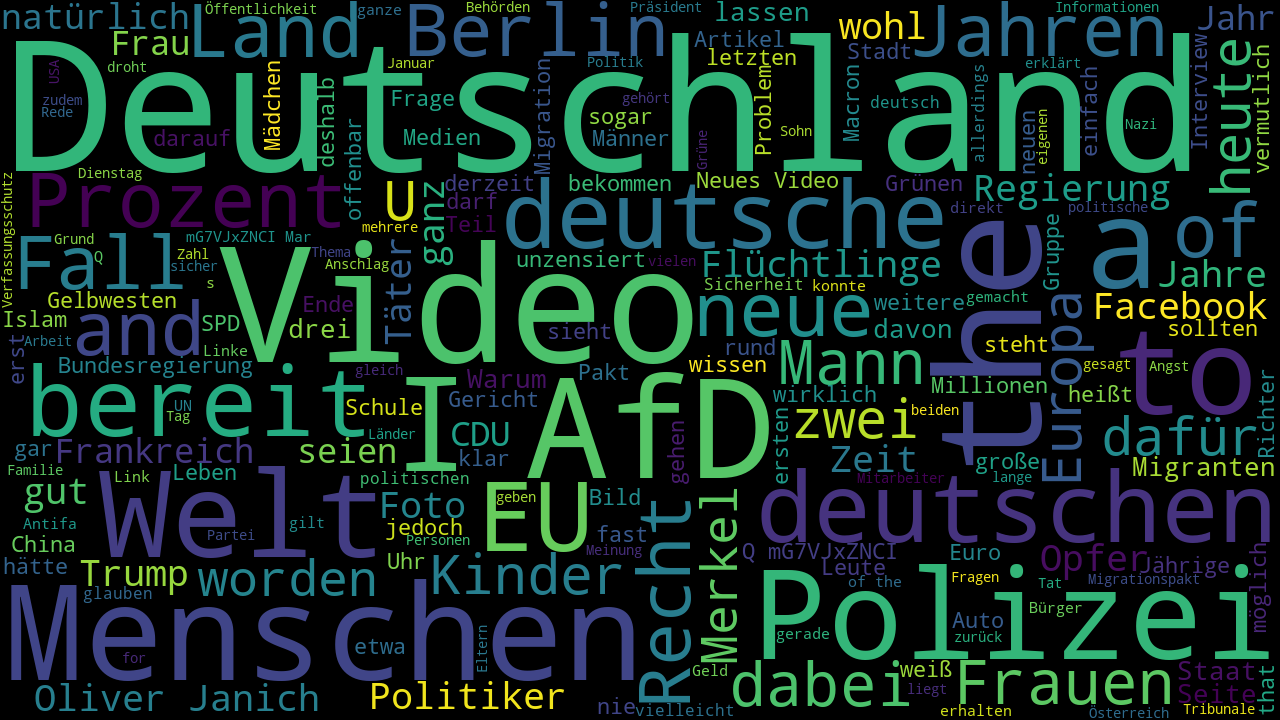 natürlich
Öffentlichkeit
ganze
Behörden
Präsident
lassen
Informationen
Jahr
Frau
Land
Berlin
Artikel
wohl
Jahren
droht
Januar
Politik
letzten
Stadt
erklärt
Deutschland
USA
zudem
Rede
Mädchen
Frage
gehört
Problem
Macron
deutsch
Interview
heute
vermutlich
darauf
deshalb
Medien
Migration
sogar
Männer
Sohn
Grüne
allerdings
neuen
eigenen
einfach
Nazi
Verfassungsschutz
Dienstag
Prozent
offenbar
U
mehrere
ganz
derzeit
darf
Teil
bekommen
Neues Video
Grünen
Regierung
direkt
politische
deutsche
of
a
the
Gruppe
Fall
Grund
Q
mG7VJxZNCI Mar
Zahl
sicher
s
Thema
Anschlag
Täter
unzensiert
vielen
Flüchtlinge
Sicherheit
konnte
gemacht
Jahre
Gelbwesten
Video
Islam
and
SPD
Ende
drei
sieht
neue
weitere
davon
Facebook
sollten
erst
Arbeit
Linke
rund
steht
Europa
to
gesagt
Angst
Bundesregierung
gleich
Warum
Pakt
wissen
Mann
Millionen
heißt
bereit
UN
Tag
Schule
I
Gericht
AfD
wirklich
zwei
beiden
Richter
Länder
CDU
klar
gehen
ersten
Zeit
große
lange
dafür
Migranten
gar
Frankreich
seien
Familie
Link
Leben
politischen
gut
Welt
Foto
EU
geben
Bild
Mitarbeiter
deutschen
Antifa
Partei
gilt
jedoch
Personen
fast
Meinung
Recht
Merkel
China
hätte
Trump
glauben
worden
Uhr
Kinder
Q mG7VJxZNCI
Leute
of the
Euro
Fragen
Opfer
Jährige
Tat
Migrationspakt
möglich
Menschen
for
etwa
Eltern
Polizei
gerade
Auto
zurück
Bürger
Oliver Janich
Politiker
nie
vielleicht
Geld
dabei
weiß
liegt
Frauen
erhalten
Staat
Seite
Österreich
Tribunale
that